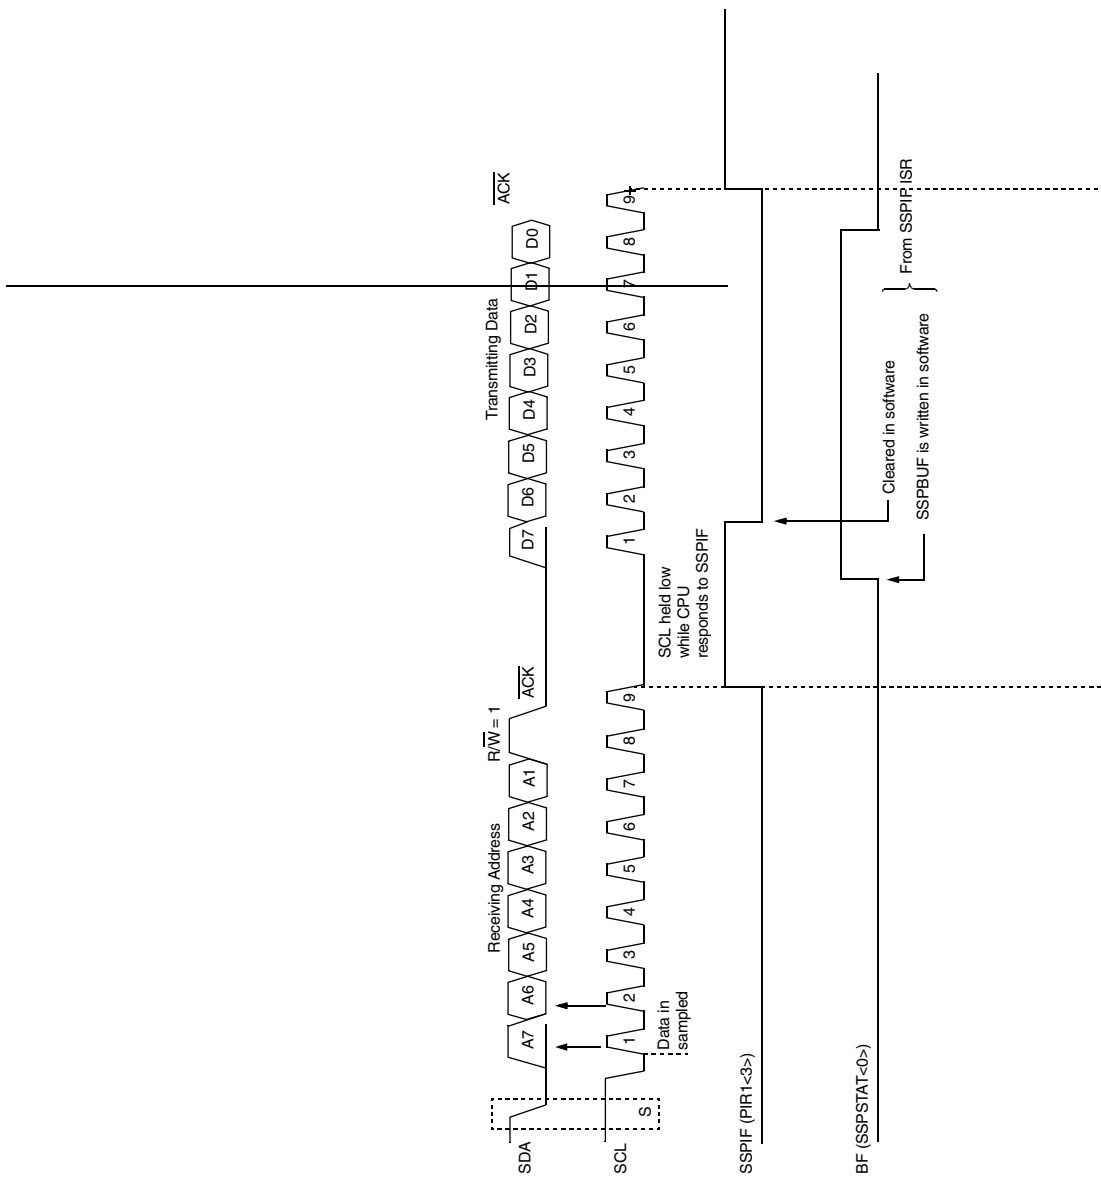 Receiving Address R/W = 1 ACK Transmitting Data ACK
SDA A7 A6 A5 A4 A3 A2 A1 D7 D6 D5 D4 D3 D2 D1 D0
SCL S 1 2 3 4 5 6 7 8 9 1 2 3 4 5 6 7 8 9
Data in
sampled
SCL held low
while CPU
responds to SSPIF
SSPIF (PIR1<3>)
BF (SSPSTAT<0>)
Cleared in software
From SSPIF ISR
SSPBUF is written in software